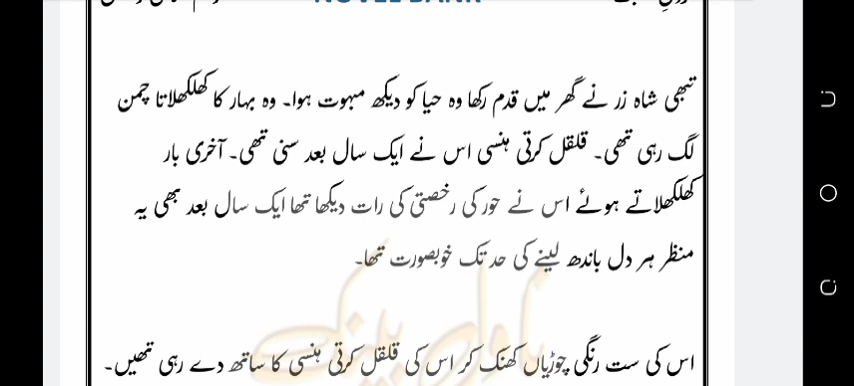 NOVEL BANK
تبھی شاہ زر نے گھر میں قدم رکھا وہ حیا کو دیکھ مبہوت ہوا۔ وہ بہار کا کھلکھلاتا چمن
لگ رہی تھی۔ قلقل کرتی ہنسی اس نے ایک سال بعد سنی تھی۔ آخری بار
کھلکھلاتے ہوئے اس نے حور کی رخصتی کی رات دیکھا تھا ایک سال بعد بھی یہ
منظر ہر دل باندھ لینے کی حد تک خوبصورت تھا۔
ناول بینک
اس کی ست رنگی چوڑیاں کھنک کر اس کی قلقل کرتی ہنسی کا ساتھ دے رہی تھیں۔